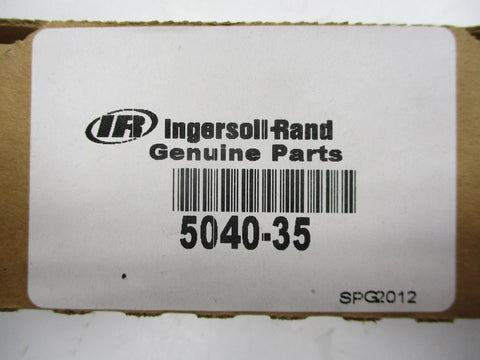 IR Ingersoll-Rand
Genuine Parts
5040-35
SPG2012